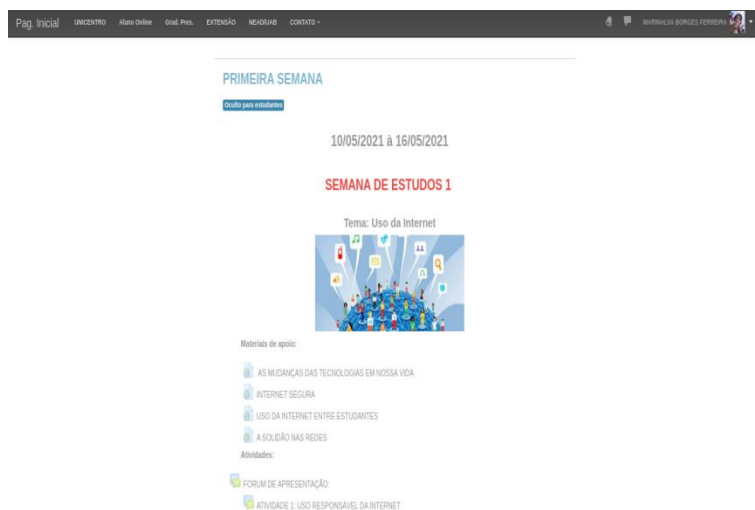 Pag. Inicial UNICENTRO Aluno Online Grad. Pres. EXTENSÃO NEAD/UAB CONTATO MARINALVA BORGES FERREIRA
PRIMEIRA SEMANA
Oculto para estudantes
10/05/2021 à 16/05/2021
SEMANA DE ESTUDOS 1
Tema: Uso da Internet
Materiais de apoio:
AS MUDANÇAS DAS TECNOLOGIAS EM NOSSA VIDA
INTERNET SEGURA
USO DA INTERNET ENTRE ESTUDANTES
A SOLIDÃO NAS REDES
Atividades:
FORUM DE APRESENTAÇÃO:
ATIVIDADE 1: USO RESPONSAVEL DA INTERNET